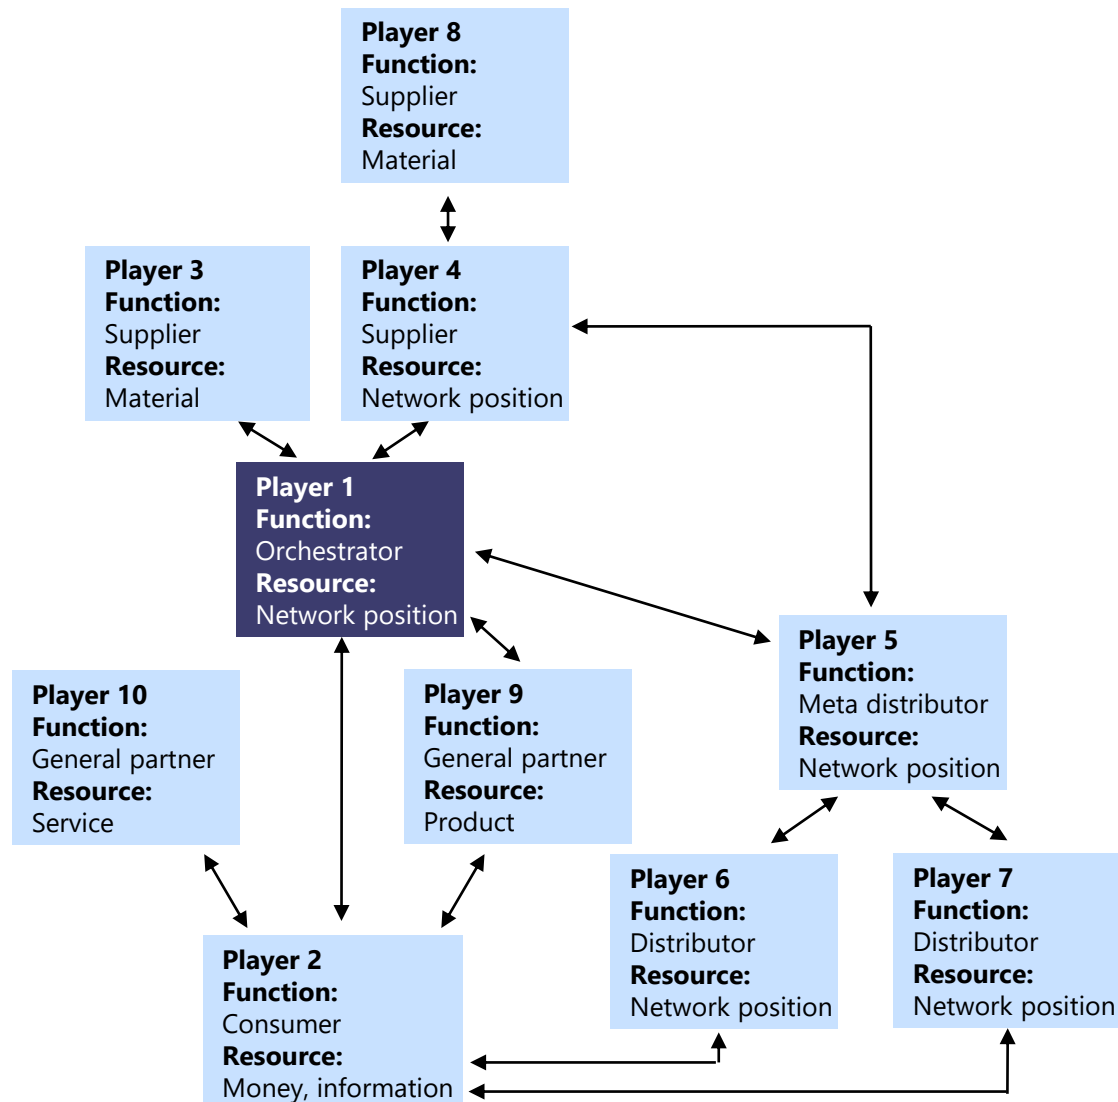 Player 8
Function:
Supplier
Resource:
Material
Player 3
Function:
Supplier
Resource:
Material
Player 4
Function:
Supplier
Resource:
Network position
Player 1
Function:
Orchestrator
Resource:
Network position
Player 5
Function:
Meta distributor
Resource:
Network position
Player 10
Function:
General partner
Resource:
Service
Player 9
Function:
General partner
Resource:
Product
Player 6
Function:
Distributor
Resource:
Network position
Player 7
Function:
Distributor
Resource:
Network position
Player 2
Function:
Consumer
Resource:
Money, information